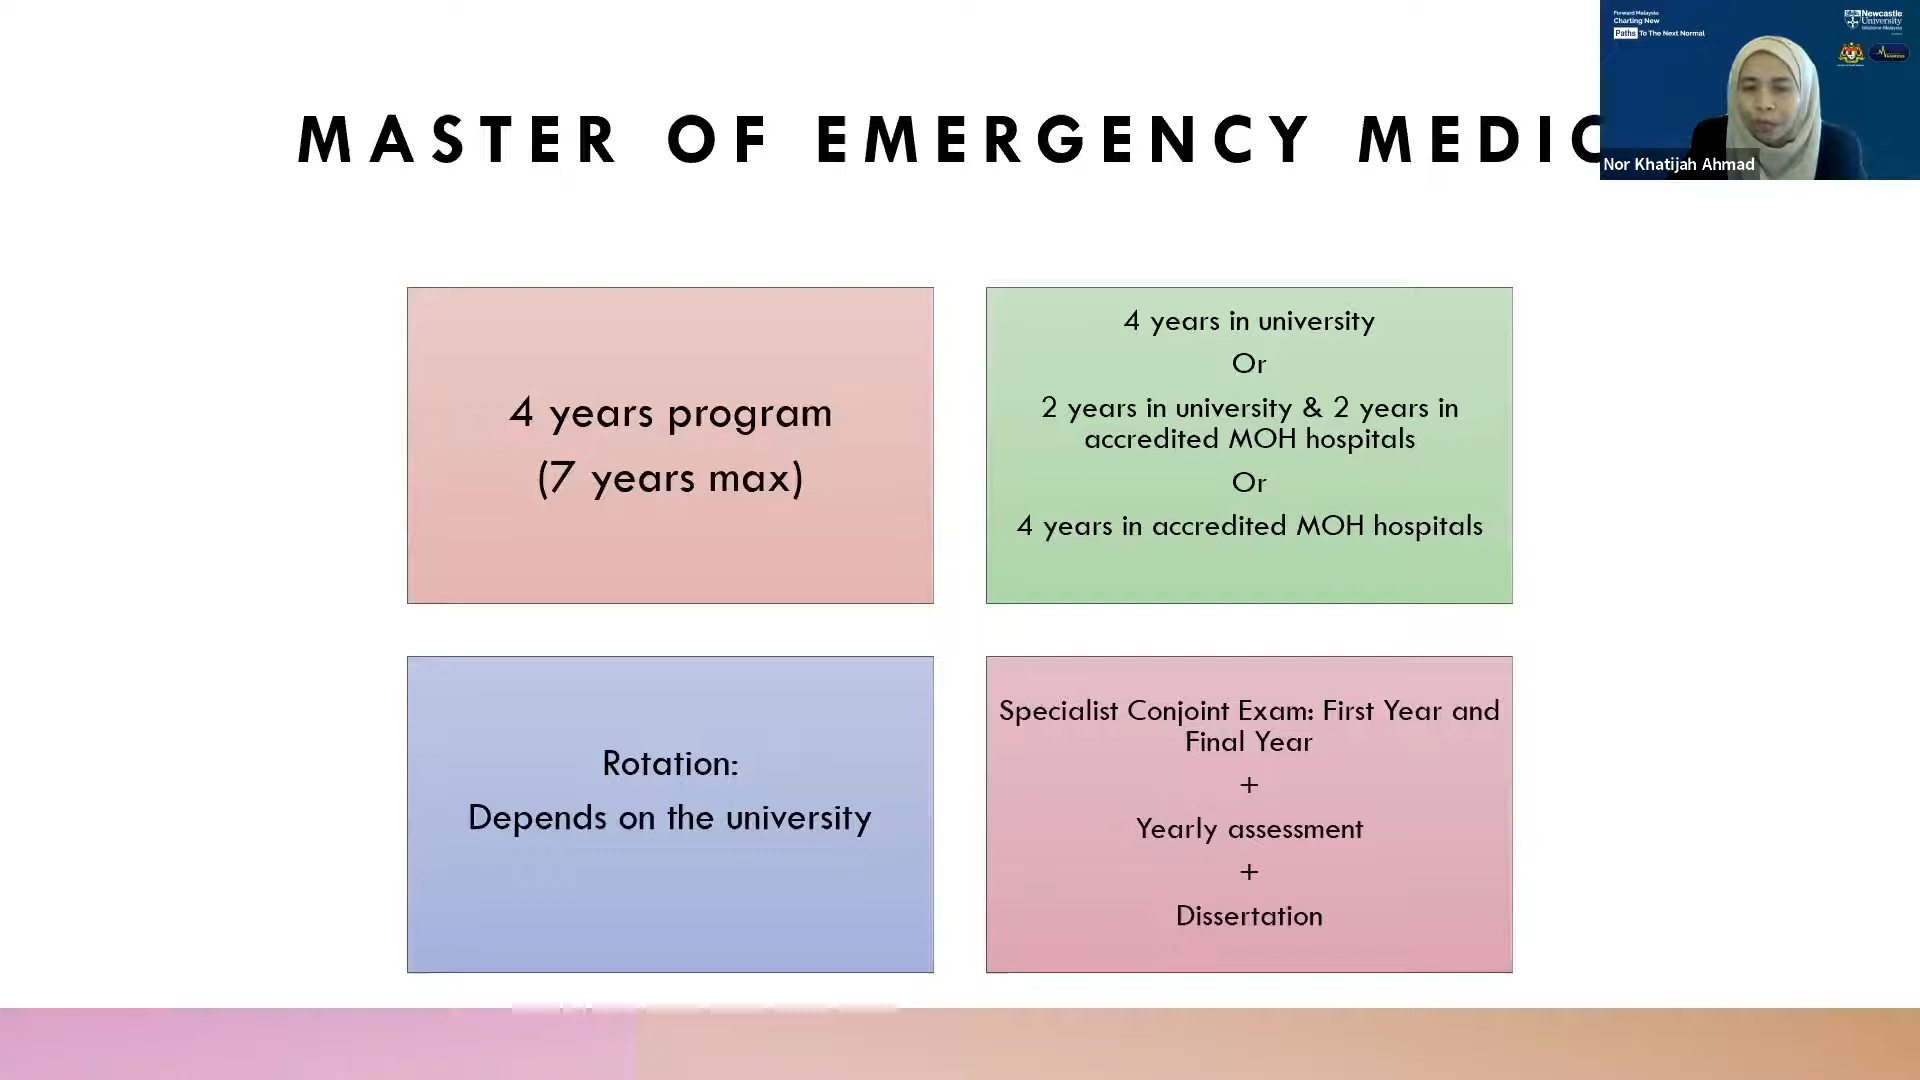 MASTER OF EMERGENCY MEDIC
Forward Malaysia
Charting New
Paths To The Next Normal
Newcastle
University
Nor Khatijah Ahmad
4 years program
(7 years max)
4 years in university
Or
2 years in university & 2 years in
accredited MOH hospitals
Or
4 years in accredited MOH hospitals
Rotation:
Depends on the university
Specialist Conjoint Exam: First Year and
Final Year
+
Yearly assessment
+
Dissertation